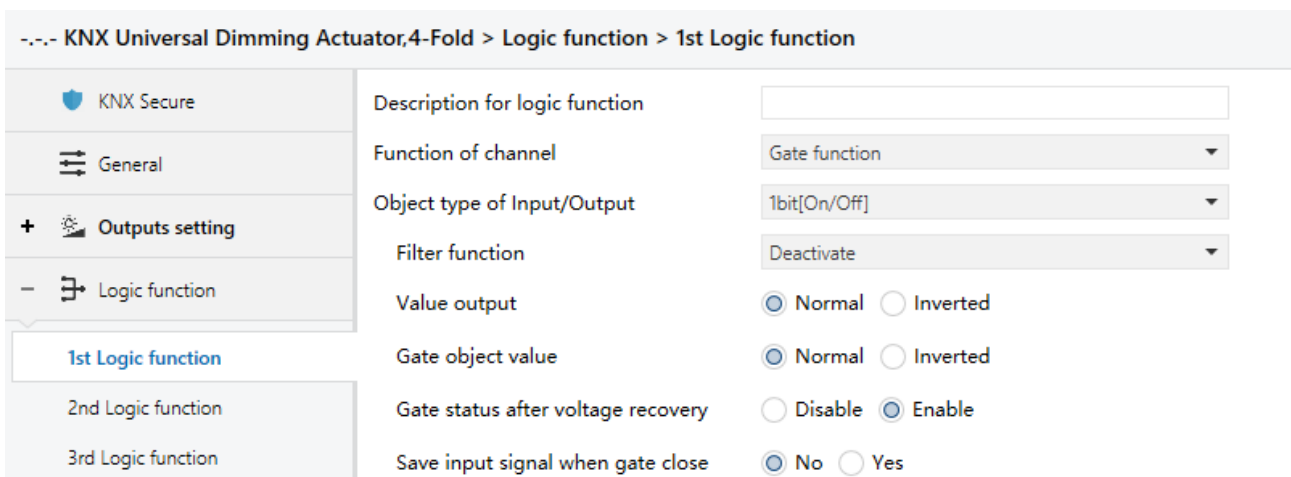 -.-.- KNX Universal Dimming Actuator,4-Fold > Logic function > 1st Logic function
KNX Secure
General
+ Outputs setting
− Logic function
1st Logic function
2nd Logic function
3rd Logic function
Description for logic function
Function of channel Gate function
Object type of Input/Output 1bit[On/Off]
Filter function Deactivate
Value output Normal Inverted
Gate object value Normal Inverted
Gate status after voltage recovery Disable Enable
Save input signal when gate close No Yes